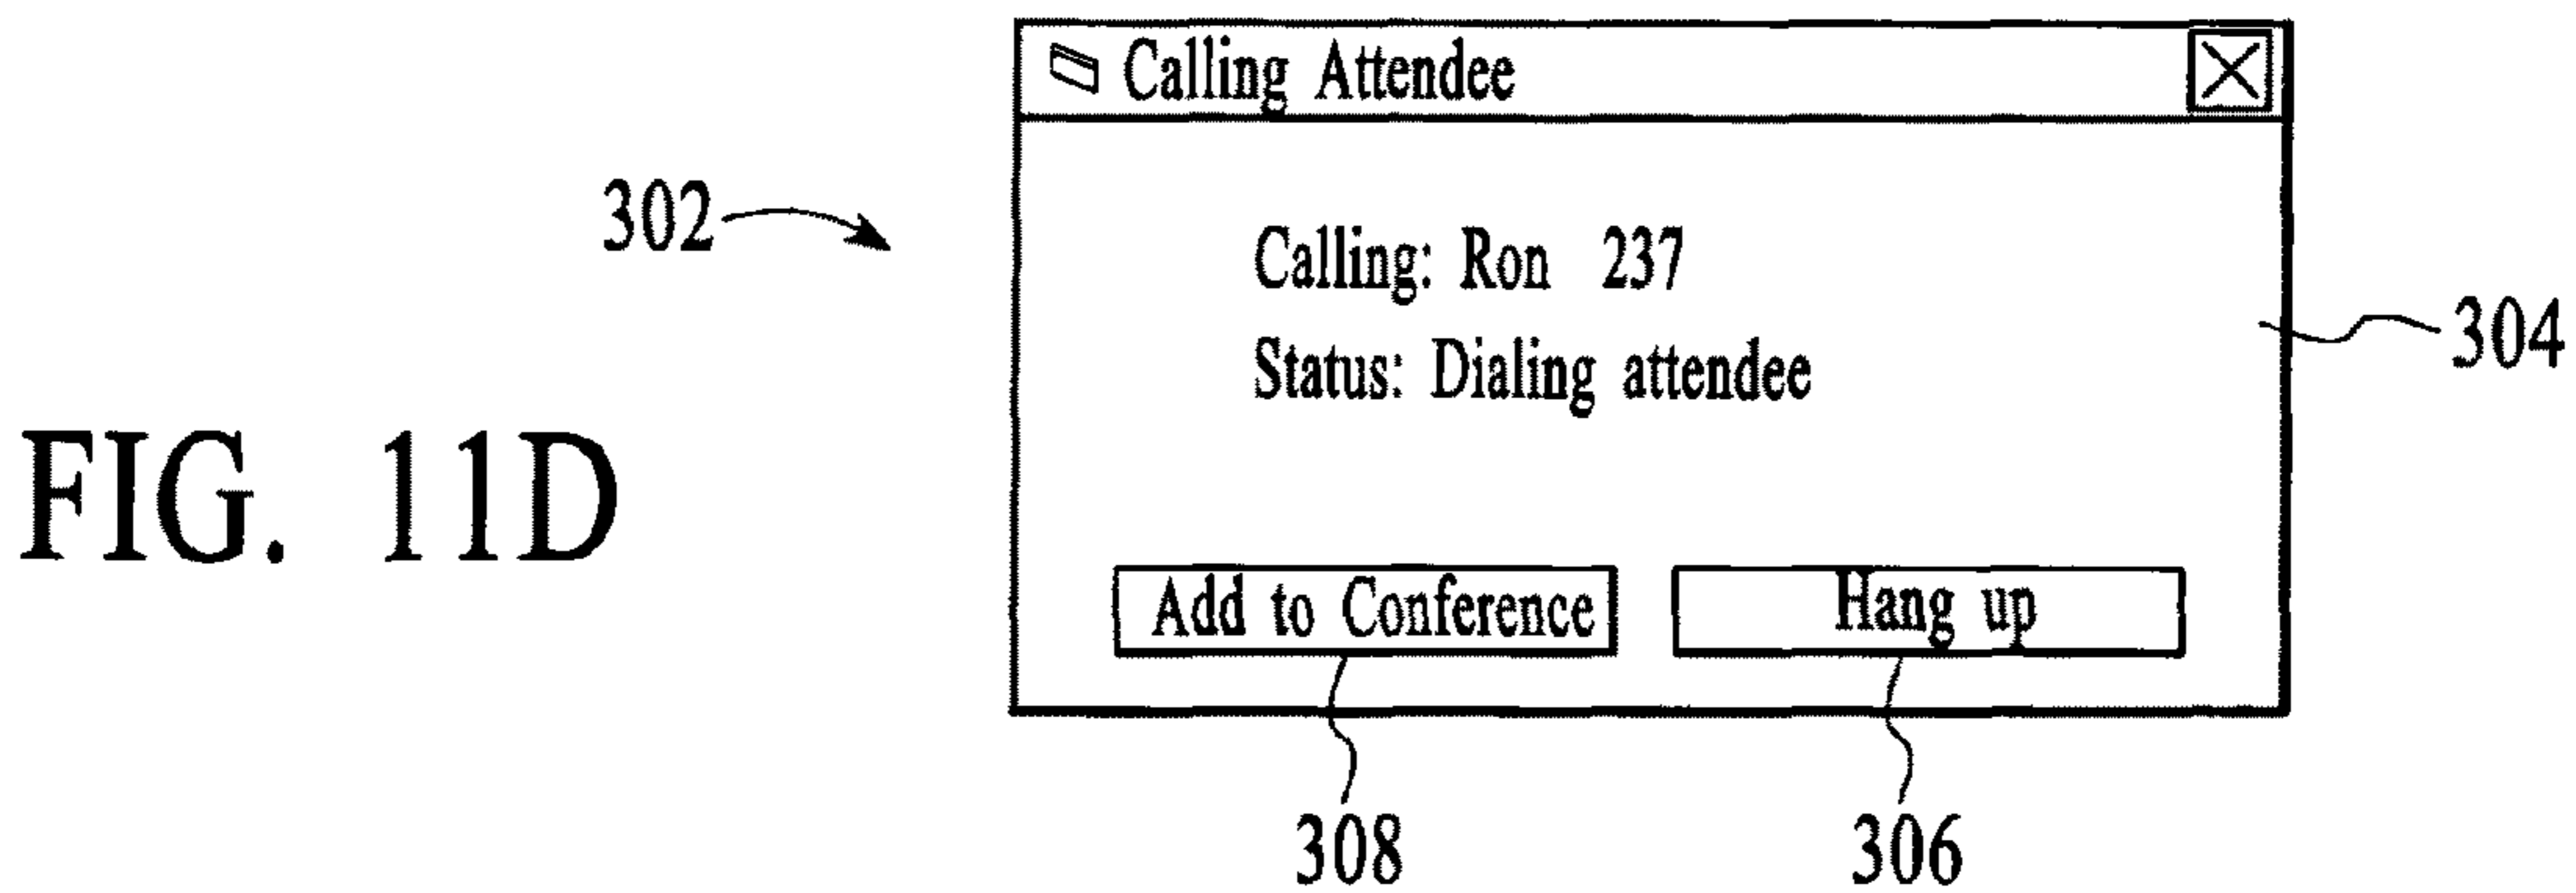 Calling Attendee
302
Calling: Ron 237
304
Status: Dialing attendee
FIG. 11D
Add to Conference
Hang up
308
306